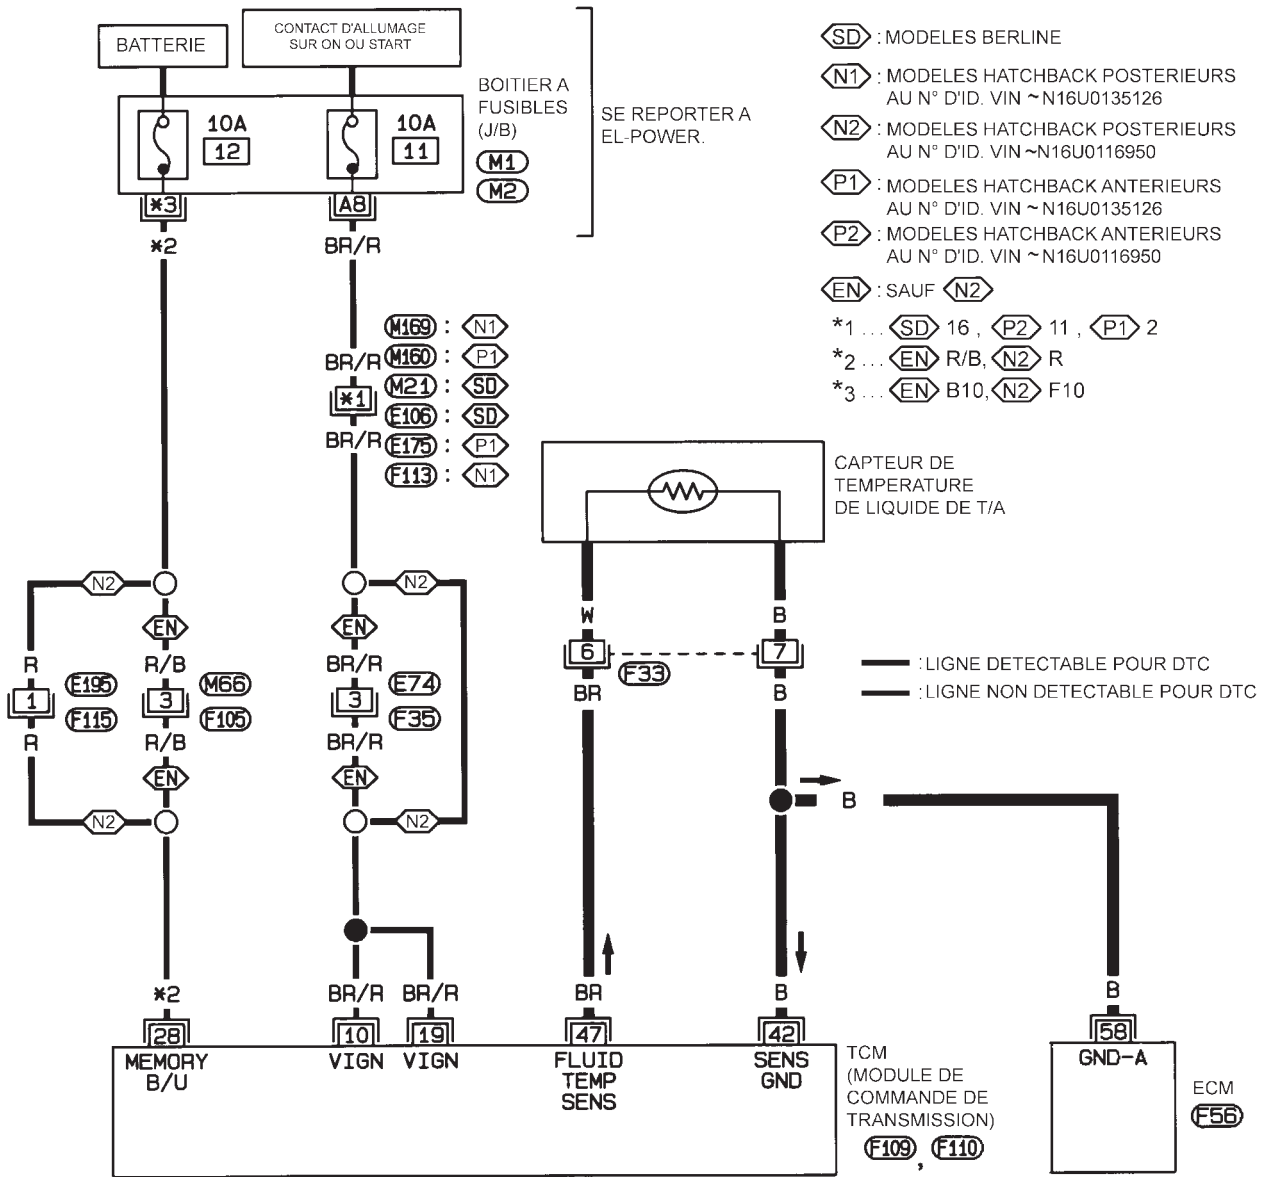 BATTERIE
CONTACT D'ALLUMAGE
SUR ON OU START
BOITIER A
FUSIBLES
(J/B)
M1
M2
SE REPORTER A
EL-POWER.
10A
12
10A
11
*3
A8
*2
BR/R
SD : MODELES BERLINE
N1 : MODELES HATCHBACK POSTERIEURS
AU N° D'ID. VIN ~N16U0135126
N2 : MODELES HATCHBACK POSTERIEURS
AU N° D'ID. VIN ~N16U0116950
P1 : MODELES HATCHBACK ANTERIEURS
AU N° D'ID. VIN ~N16U0135126
P2 : MODELES HATCHBACK ANTERIEURS
AU N° D'ID. VIN ~N16U0116950
EN : SAUF N2
*1 ... SD 16 , P2 11 , P1 2
*2 ... EN R/B, N2 R
*3 ... EN B10, N2 F10
BR/R
*1
BR/R
M169 : N1
M160 : P1
M21 : SD
E106 : SD
E175 : P1
F113 : N1
CAPTEUR DE
TEMPERATURE
DE LIQUIDE DE T/A
N2
N2
EN
EN
W
B
R
R/B
BR/R
6
7
F33
1
E195
F115
3
M66
F105
3
E74
F35
BR
B
R
R/B
BR/R
EN
EN
N2
N2
: LIGNE DETECTABLE POUR DTC
: LIGNE NON DETECTABLE POUR DTC
B
*2
BR/R
BR/R
BR
B
B
28
10
19
47
42
58
MEMORY
B/U
VIGN
VIGN
FLUID
TEMP
SENS
SENS
GND
GND-A
TCM
(MODULE DE
COMMANDE DE
TRANSMISSION)
F109 , F110
ECM
F56